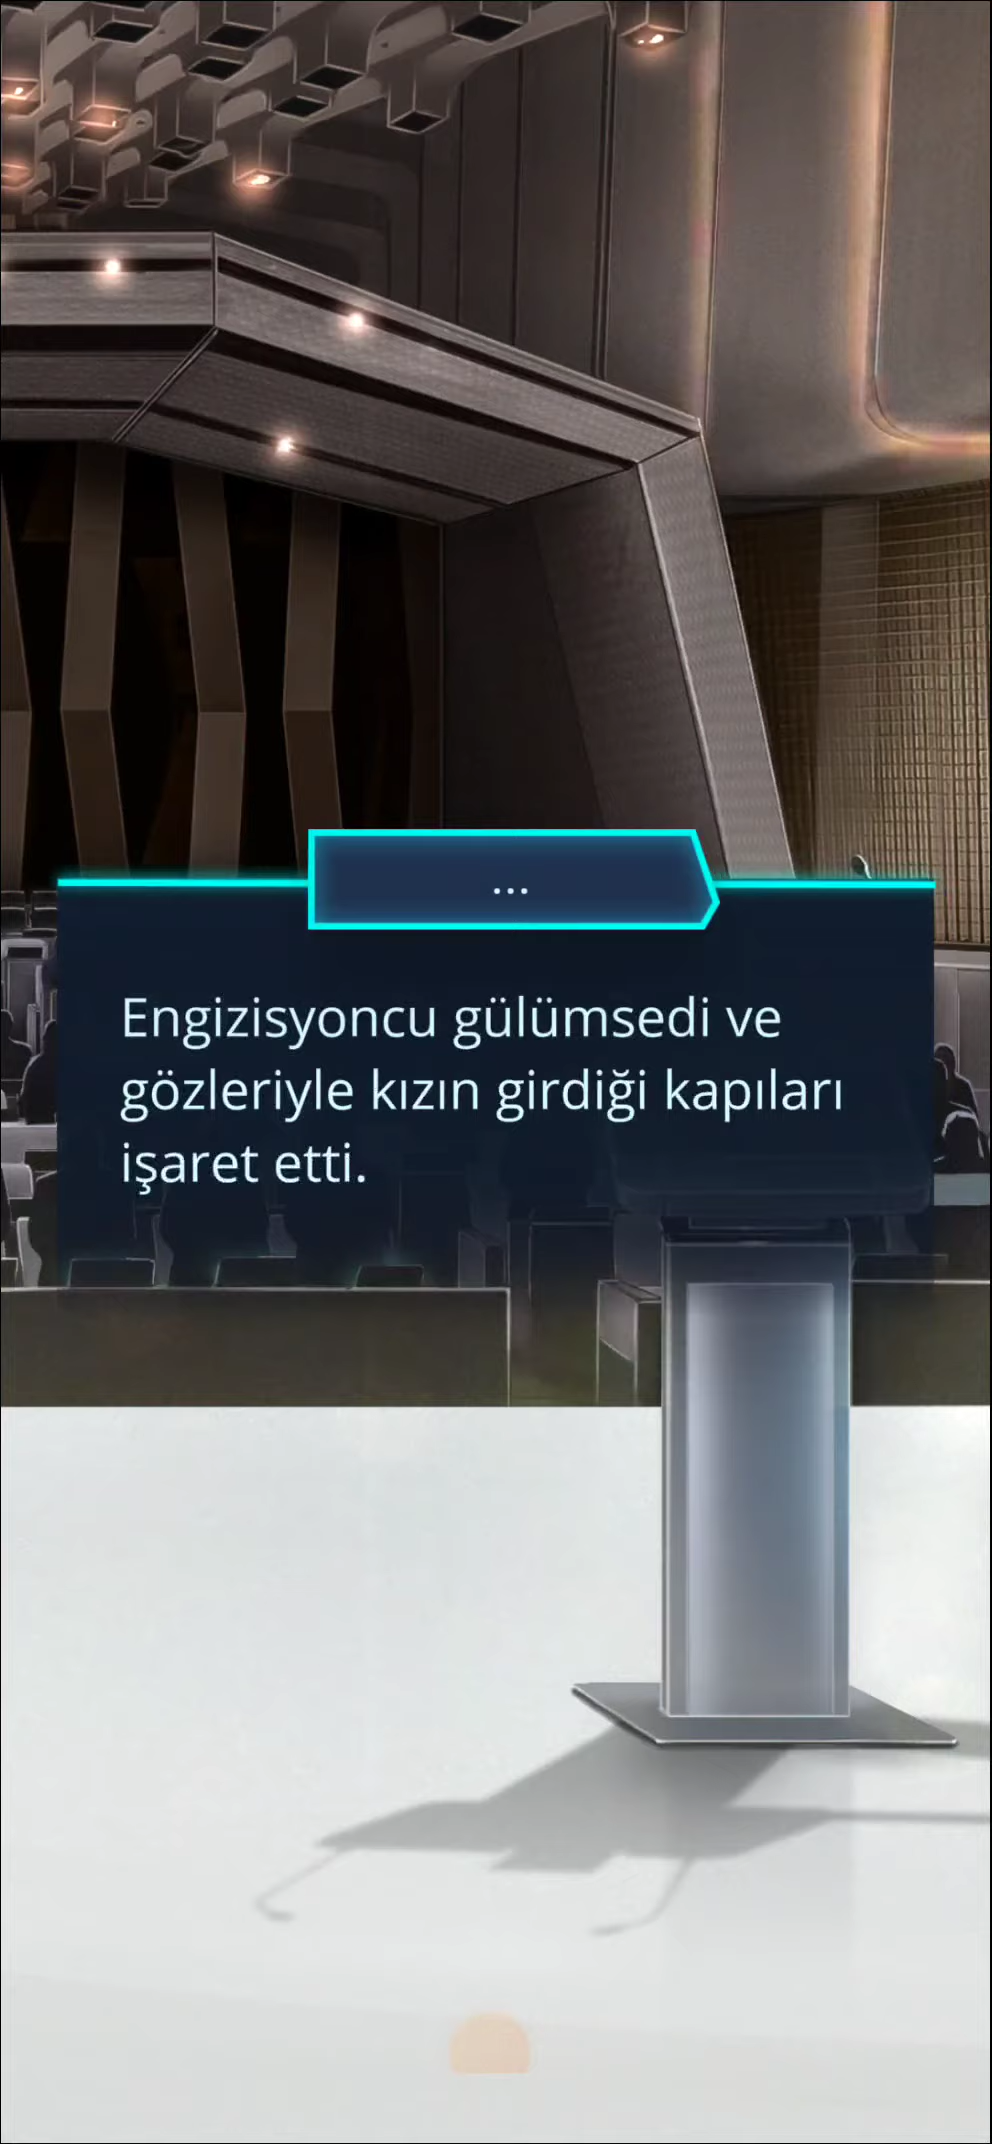 ...
Engizisyoncu gülümsedi ve
gözleriyle kızın girdiği kapıları
işaret etti.